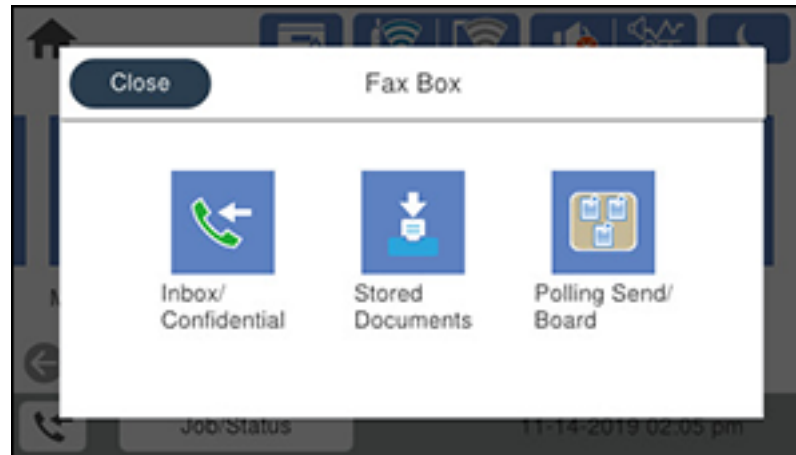 Close
Fax Box
Inbox/
Confidential
Stored
Documents
Polling Send/
Board
Job/Status
11-14-2019 02:05 pm